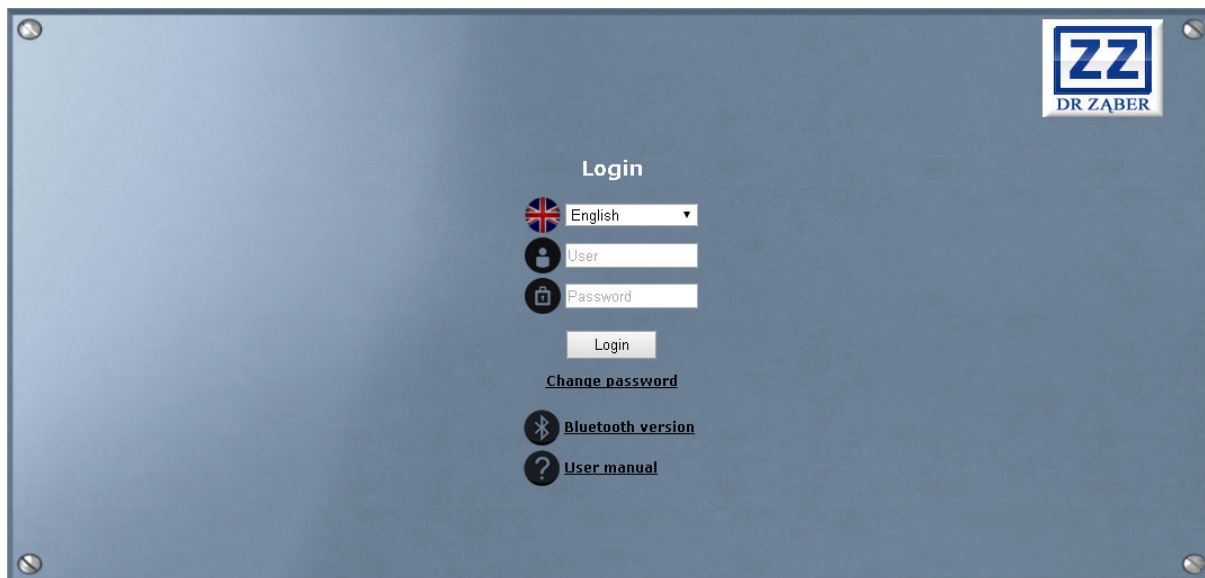 ZZ
DR ZĄBER
Login
English
User
Password
Login
Change password
Bluetooth version
User manual